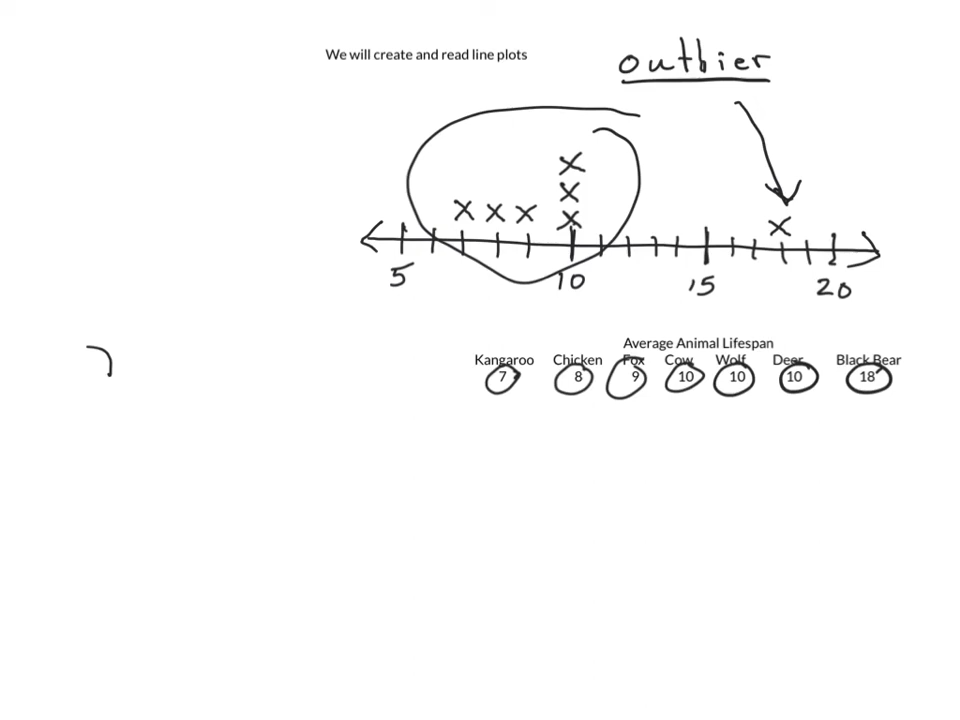 We will create and read line plots
outlier
x
x
x x x x x
5 10 15 20
Average Animal Lifespan
Kangaroo Chicken Fox Cow Wolf Deer Black Bear
7 8 9 10 10 10 18